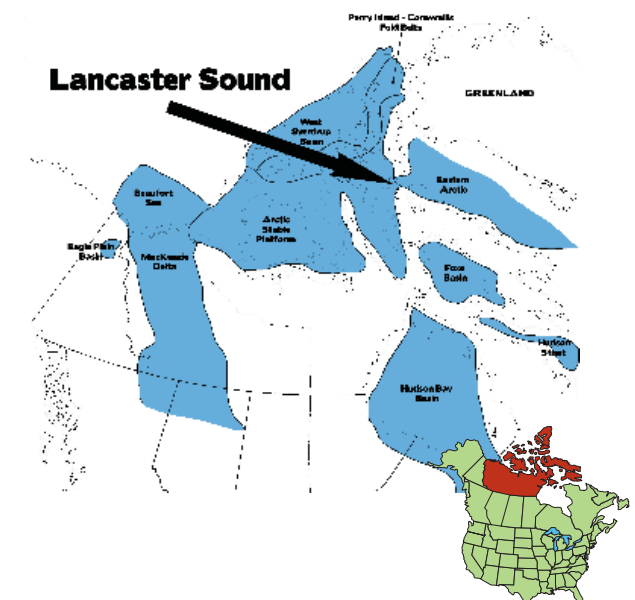 Parry Island - Cornwallis
Fold Belts
Lancaster Sound
GREENLAND
West
Sverdrup
Basin
Eastern
Arctic
Beaufort
Sea
Arctic
Stable
Platform
Eagle Plain
Basin
MacKenzie
Delta
Foxe
Basin
Hudson
Strait
Hudson Bay
Basin